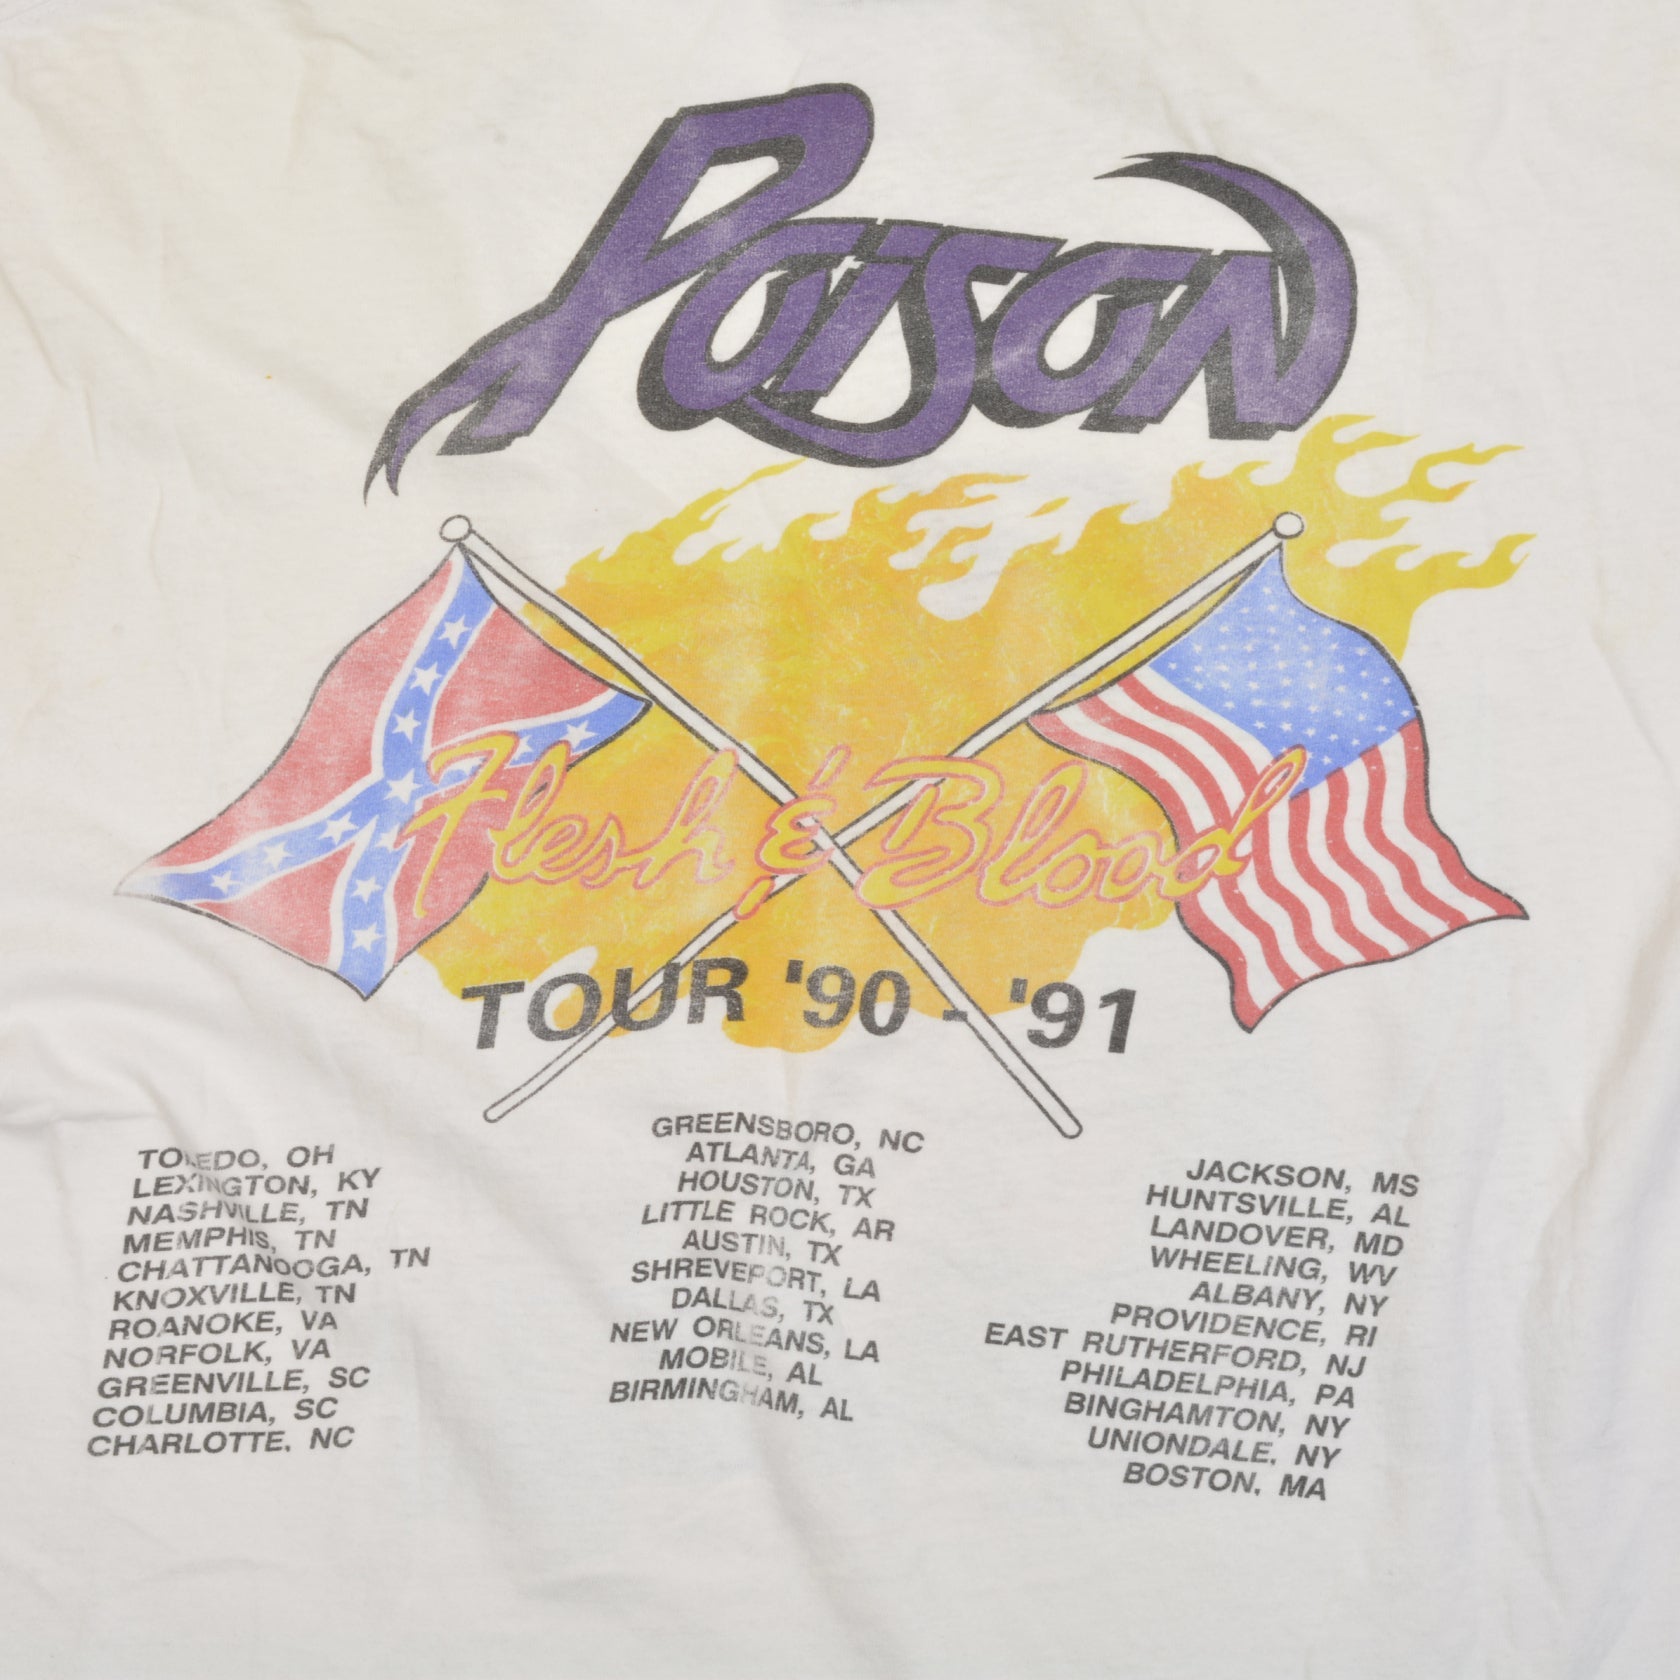 Poison
Flesh & Blood
TOUR '90 - '91
TOLEDO, OH
LEXINGTON, KY
NASHVILLE, TN
MEMPHIS, TN
CHATTANOOGA, TN
KNOXVILLE, TN
ROANOKE, VA
NORFOLK, VA
GREENVILLE, SC
COLUMBIA, SC
CHARLOTTE, NC
GREENSBORO, NC
ATLANTA, GA
HOUSTON, TX
LITTLE ROCK, AR
AUSTIN, TX
SHREVEPORT, LA
DALLAS, TX
NEW ORLEANS, LA
MOBILE, AL
BIRMINGHAM, AL
JACKSON, MS
HUNTSVILLE, AL
LANDOVER, MD
WHEELING, WV
ALBANY, NY
PROVIDENCE, RI
EAST RUTHERFORD, NJ
PHILADELPHIA, PA
BINGHAMTON, NY
UNIONDALE, NY
BOSTON, MA